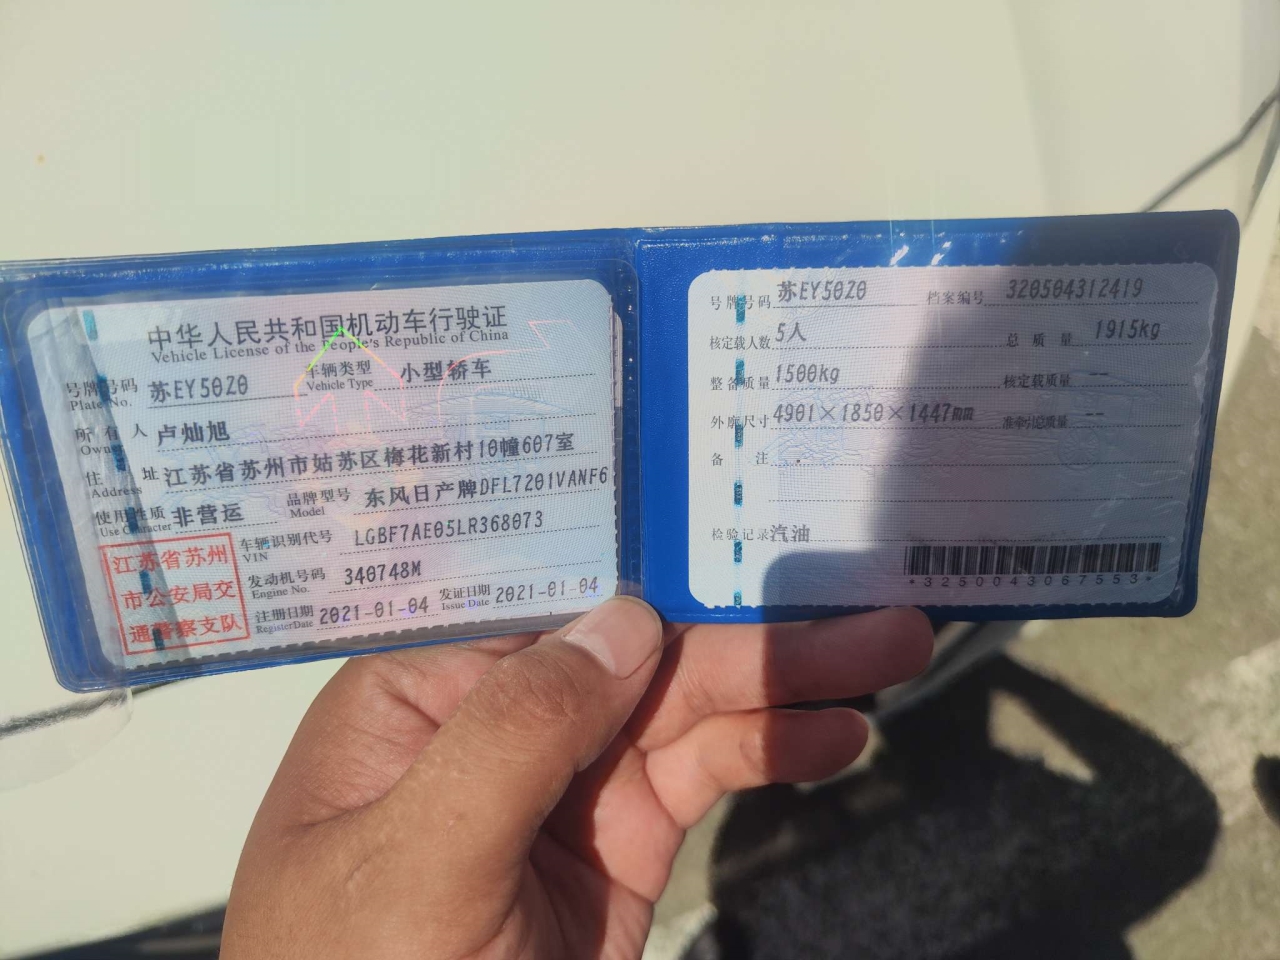 中华人民共和国机动车行驶证
Vehicle License of the People's Republic of China
号牌号码 苏EY50Z0 车辆类型 小型轿车
Plate No. Vehicle Type
所有人 卢灿旭
Owner
住址 江苏省苏州市姑苏区梅花新村10幢607室
Address
使用性质 非营运 品牌型号 东风日产牌DFL7201VANF6
Use Character Model
车辆识别代号 LGBF7AE05LR368073
VIN
发动机号码 340748M
Engine No.
注册日期 2021-01-04 发证日期 2021-01-04
Register Date Issue Date
江苏省苏州
市公安局交
通警察支队
号牌号码 苏EY50Z0 档案编号 320504312419
核定载人数 5人 总质量 1915kg
整备质量 1500kg 核定载质量 --
外廓尺寸 4901×1850×1447mm 准牵引总质量 --
备注
检验记录 汽油
*3250043067553*